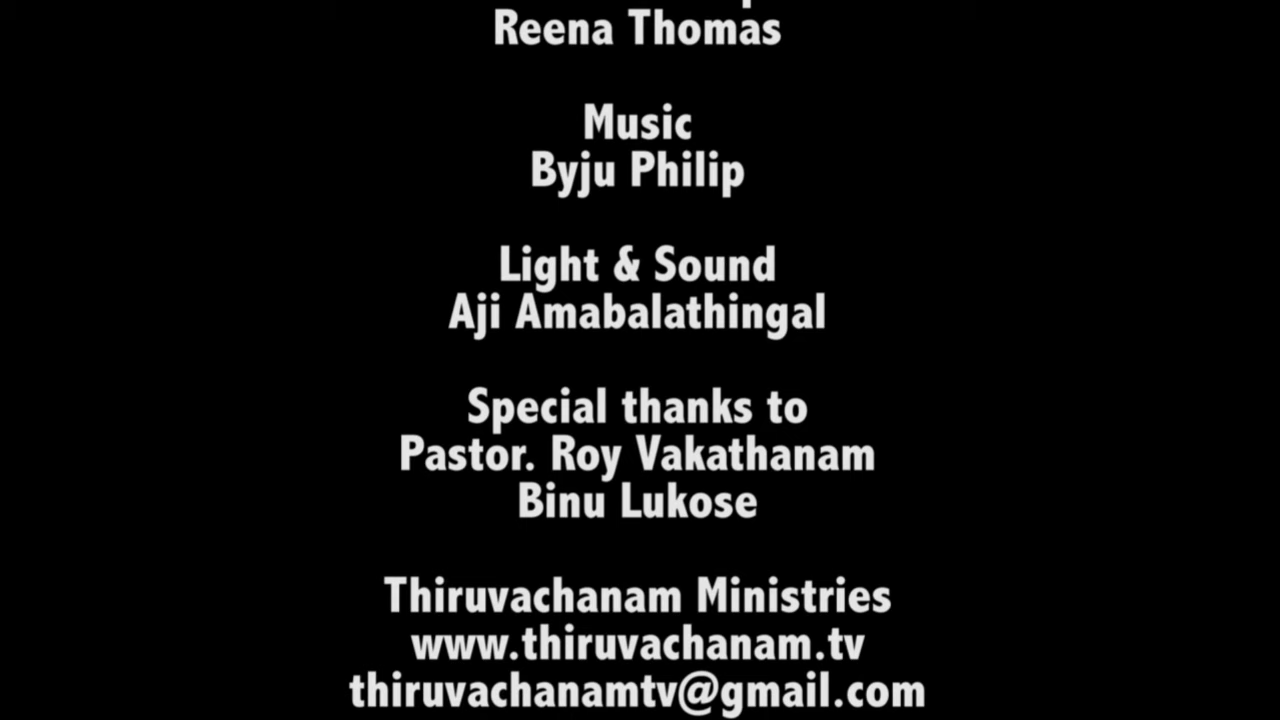 Reena Thomas
Music
Byju Philip
Light & Sound
Aji Amabalathingal
Special thanks to
Pastor. Roy Vakathanam
Binu Lukose
Thiruvachanam Ministries
www.thiruvachanam.tv
thiruvachanamtv@gmail.com